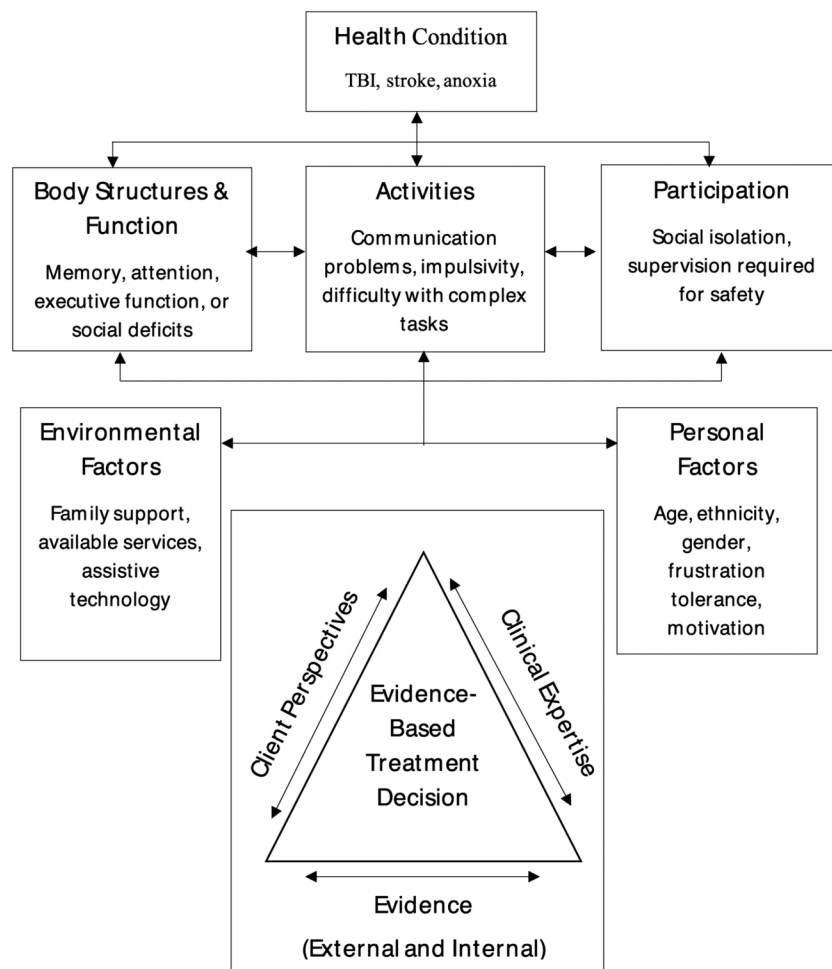 Health Condition
TBI, stroke, anoxia
Body Structures &
Function
Memory, attention,
executive function, or
social deficits
Activities
Communication
problems, impulsivity,
difficulty with complex
tasks
Participation
Social isolation,
supervision required
for safety
Environmental
Factors
Family support,
available services,
assistive
technology
Personal
Factors
Age, ethnicity,
gender,
frustration
tolerance,
motivation
Client Perspectives
Clinical Expertise
Evidence-
Based
Treatment
Decision
Evidence
(External and Internal)